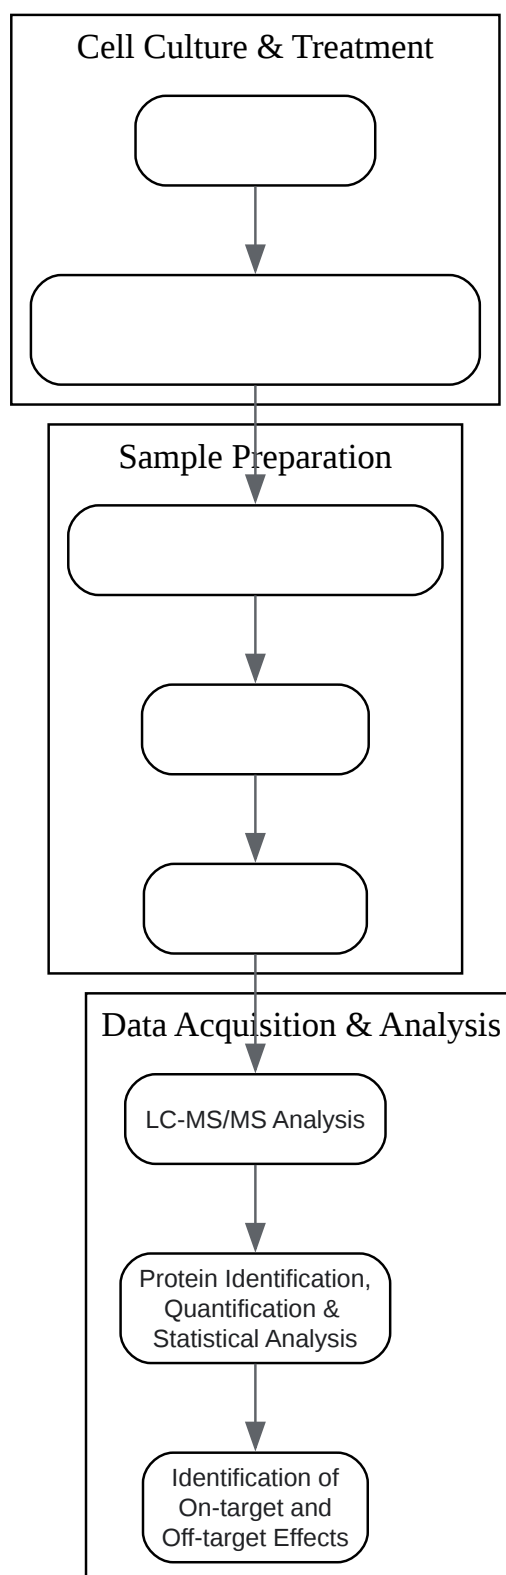 Cell Culture & Treatment
Sample Preparation
Data Acquisition & Analysis
LC-MS/MS Analysis
Protein Identification,
Quantification &
Statistical Analysis
Identification of
On-target and
Off-target Effects